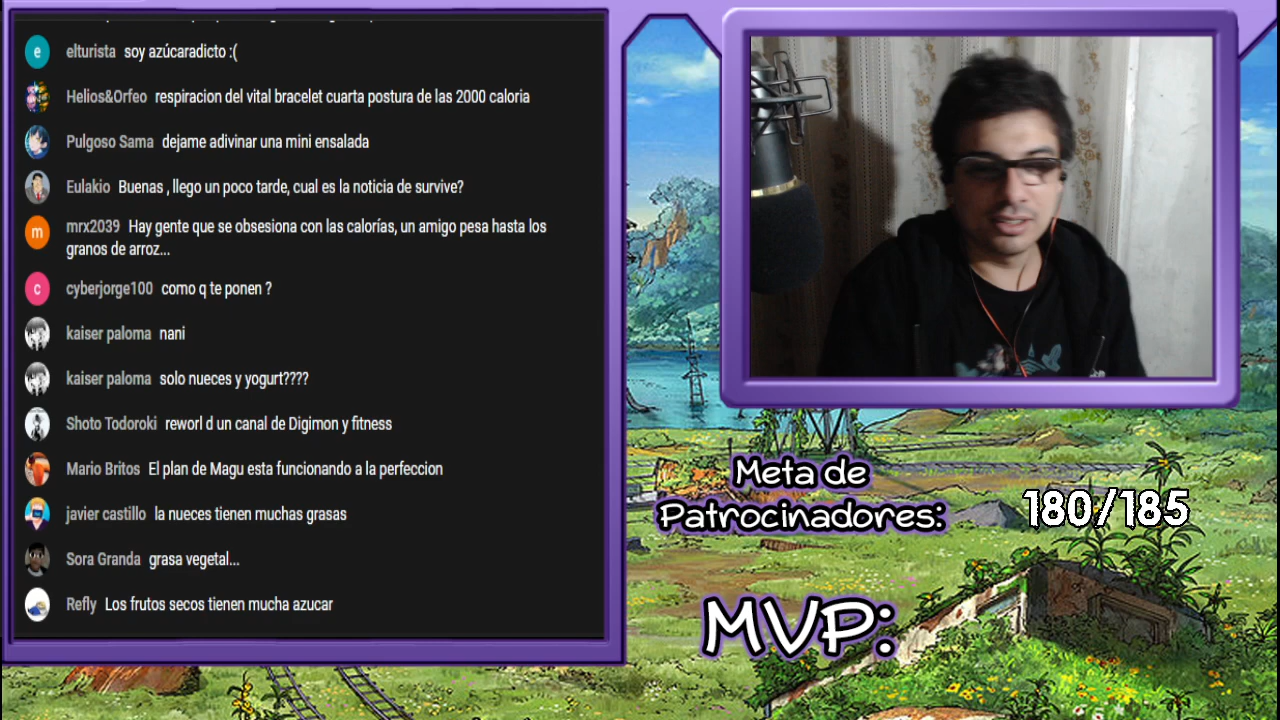 e elturista soy azúcaradicto :(
Helios&Orfeo respiracion del vital bracelet cuarta postura de las 2000 caloria
Pulgoso Sama dejame adivinar una mini ensalada
Eulakio Buenas , llego un poco tarde, cual es la noticia de survive?
m mrx2039 Hay gente que se obsesiona con las calorías, un amigo pesa hasta los
granos de arroz...
c cyberjorge100 como q te ponen ?
kaiser paloma nani
kaiser paloma solo nueces y yogurt????
Shoto Todoroki reworl d un canal de Digimon y fitness
Mario Britos El plan de Magu esta funcionando a la perfeccion
javier castillo la nueces tienen muchas grasas
Sora Granda grasa vegetal...
Refly Los frutos secos tienen mucha azucar
Meta de
Patrocinadores:
180/185
MVP: